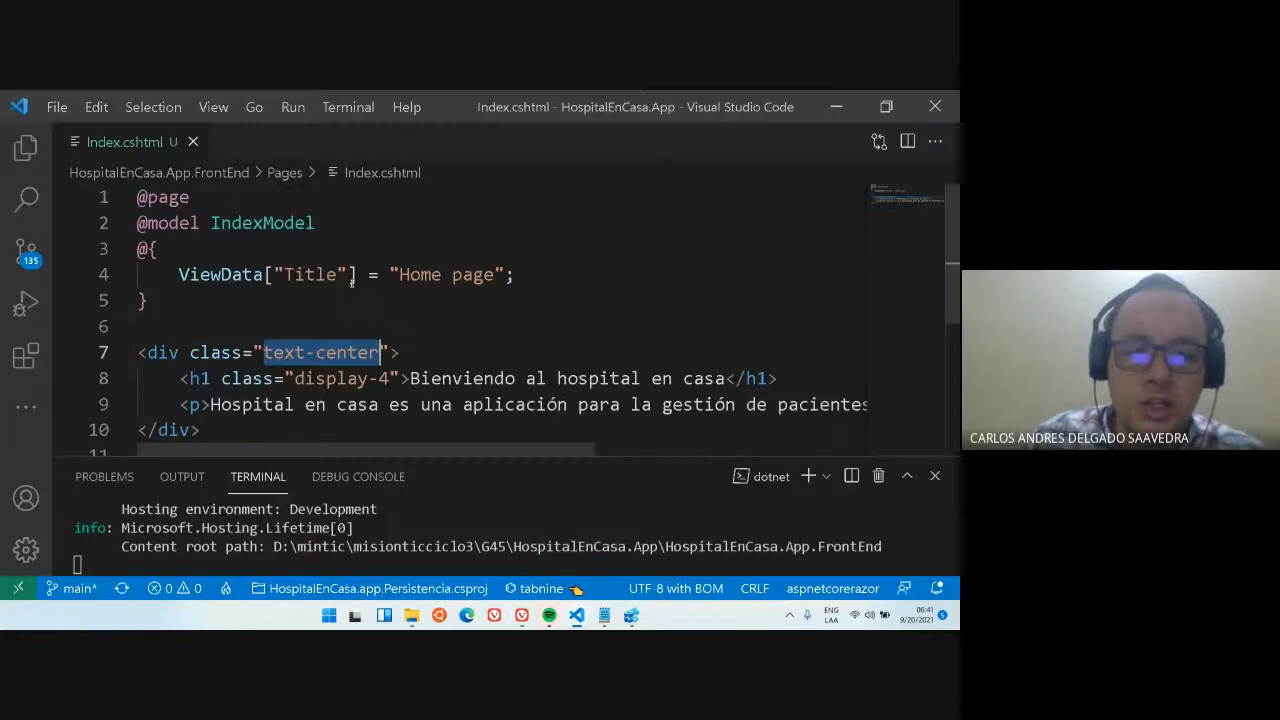 File Edit Selection View Go Run Terminal Help Index.cshtml - HospitalEnCasa.App - Visual Studio Code
Index.cshtml U
HospitalEnCasa.App.FrontEnd > Pages > Index.cshtml
1 @page
2 @model IndexModel
3 @{
4 ViewData["Title"] = "Home page";
5 }
6
7 <div class="text-center">
8 <h1 class="display-4">Bienviendo al hospital en casa</h1>
9 <p>Hospital en casa es una aplicación para la gestión de pacientes
10 </div>
11
135
PROBLEMS OUTPUT TERMINAL DEBUG CONSOLE dotnet
Hosting environment: Development
info: Microsoft.Hosting.Lifetime[0]
Content root path: D:\mintic\misionticciclo3\G45\HospitalEnCasa.App\HospitalEnCasa.App.FrontEnd
main* 0 0 HospitalEnCasa.app.Persistencia.csproj tabnine UTF-8 with BOM CRLF aspnetcorerazor
ENG LAA 06:41 9/20/2021 5
CARLOS ANDRES DELGADO SAAVEDRA